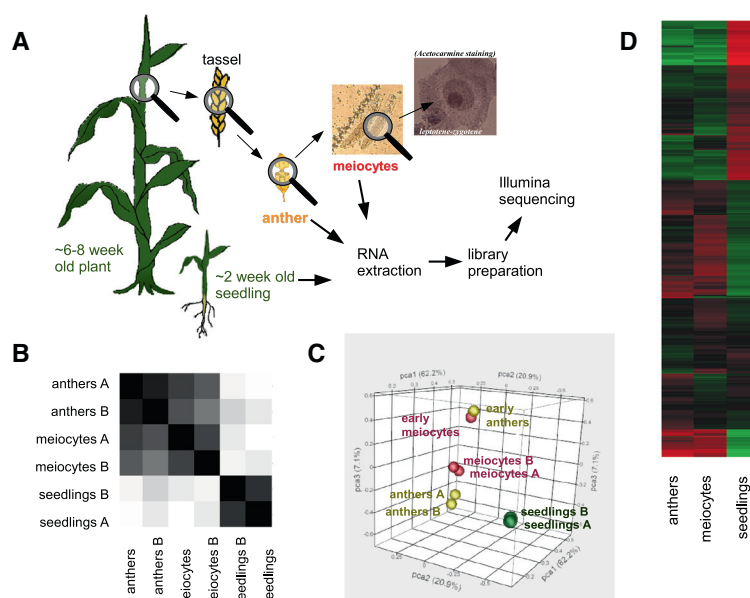 A
tassel
(Acetocarmine staining)
leptotene-zygotene
meiocytes
anther
~6-8 week
old plant
~2 week old
seedling
RNA
extraction
library
preparation
Illumina
sequencing
B
anthers A
anthers B
meiocytes A
meiocytes B
seedlings B
seedlings A
anthers
anthers B
eiocytes
eiocytes B
eedlings B
eedlings
C
pca1 (62.2%)
pca2 (20.9%)
pca3 (7.1%)
pca3 (7.1%)
pca2 (20.9%)
pca1 (62.2%)
early
meiocytes
early
anthers
meiocytes B
meiocytes A
anthers A
anthers B
seedlings B
seedlings A
D
anthers
meiocytes
seedlings